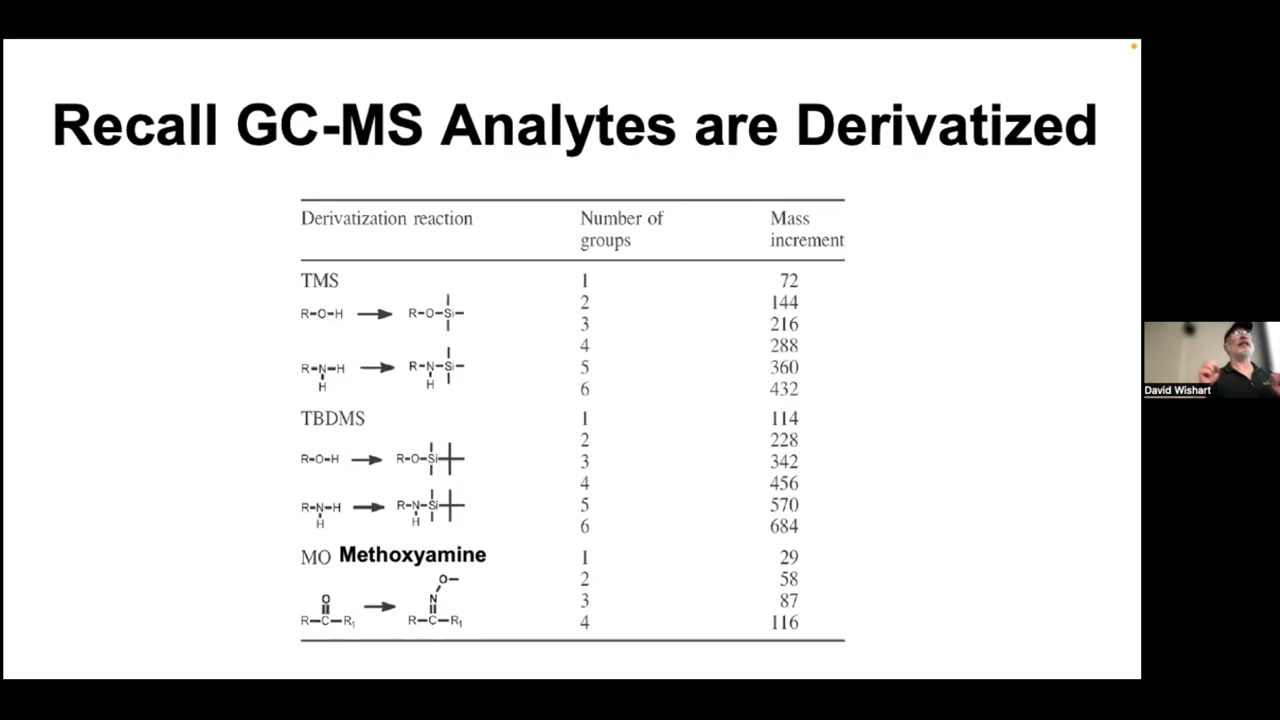 Recall GC-MS Analytes are Derivatized
Derivatization reaction Number of groups Mass increment
TMS 1 72
2 144
R-O-H R-O-Si-
3 216
4 288
R-N-H R-N-Si- 5 360
H H
6 432
TBDMS 1 114
2 228
R-O-H R-O-Si 3 342
4 456
R-N-H R-N-Si 5 570
H H
6 684
MO Methoxyamine 1 29
O- 2 58
O N 3 87
R-C-R1 R-C-R1 4 116
David Wishart